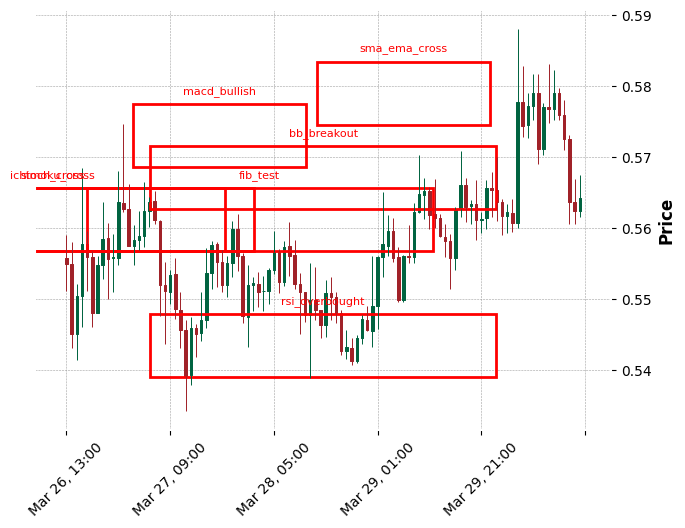 0.59
sma_ema_cross
0.58
macd_bullish
bb_breakout
0.57
fib_test
0.56
Price
0.55
rsi_overbought
0.54
Mar 26, 13:00
Mar 27, 09:00
Mar 28, 05:00
Mar 29, 01:00
Mar 29, 21:00